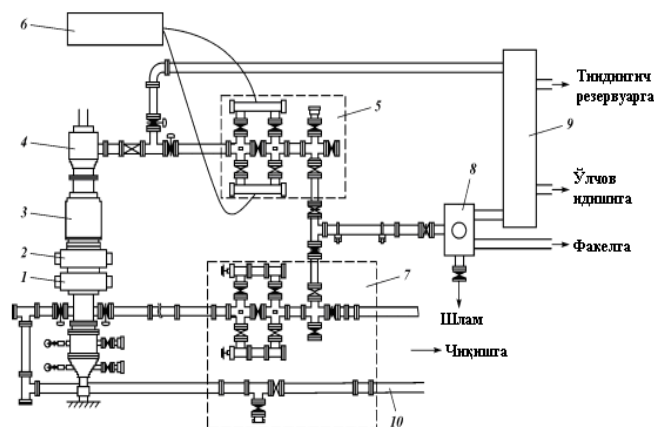 6
5
4
3
2
1
7
8
9
10
Тиндиргич
резервуарга
Ўлчов
идишига
Факелга
Шлам
Чиқишга